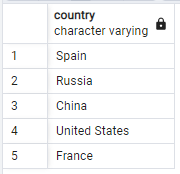 country
character varying
1 Spain
2 Russia
3 China
4 United States
5 France